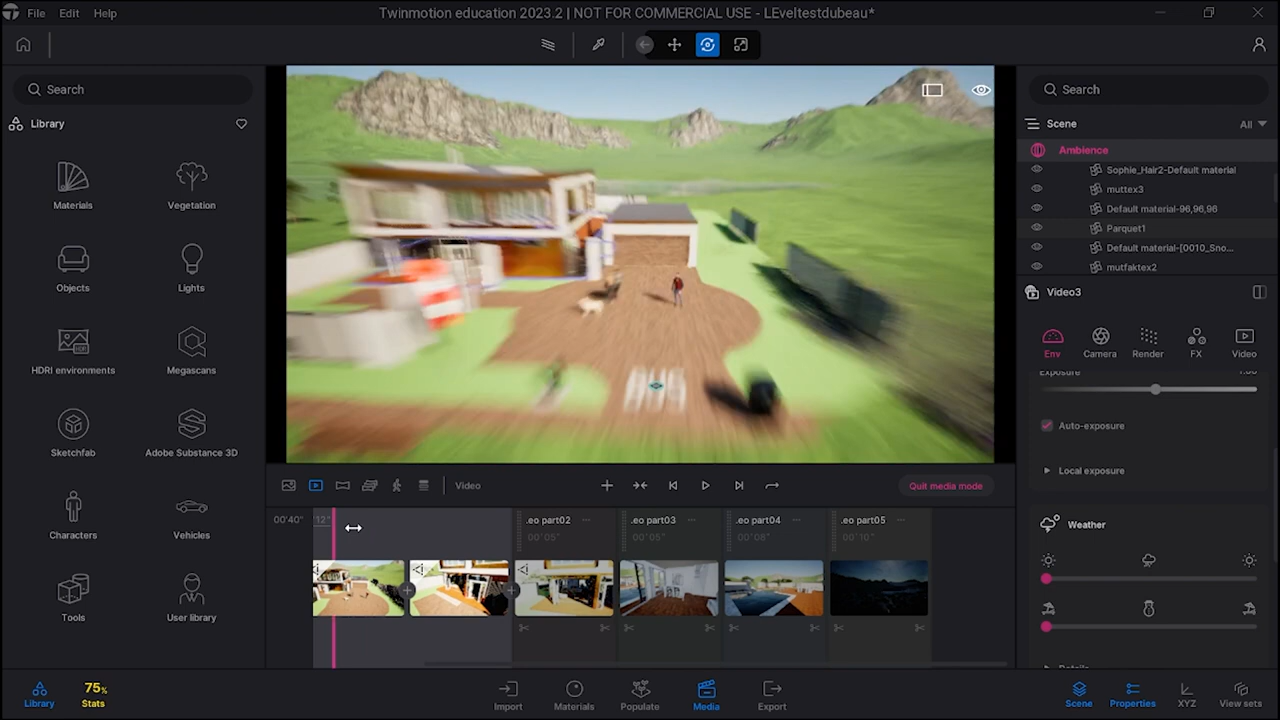 File Edit Help
Twinmotion education 2023.2 | NOT FOR COMMERCIAL USE - LEveltestdubeau*
Search
Library
Materials
Vegetation
Objects
Lights
HDRI environments
Megascans
Sketchfab
Adobe Substance 3D
Characters
Vehicles
Tools
User library
BUS
Video
Quit media mode
00'40"
'12"
.eo part02
00'05"
.eo part03
00'05"
.eo part04
00'08"
.eo part05
00'10"
Search
Scene
All
Ambience
Sophie_Hair2-Default material
muttex3
Default material-96,96,96
Parquet1
Default material-[0010_Sno...
mutfaktex2
Video3
Env
Camera
Render
FX
Video
Exposure
1.00
Auto-exposure
Local exposure
Weather
Details
Library
75%
Stats
Import
Materials
Populate
Media
Export
Scene
Properties
XYZ
View sets